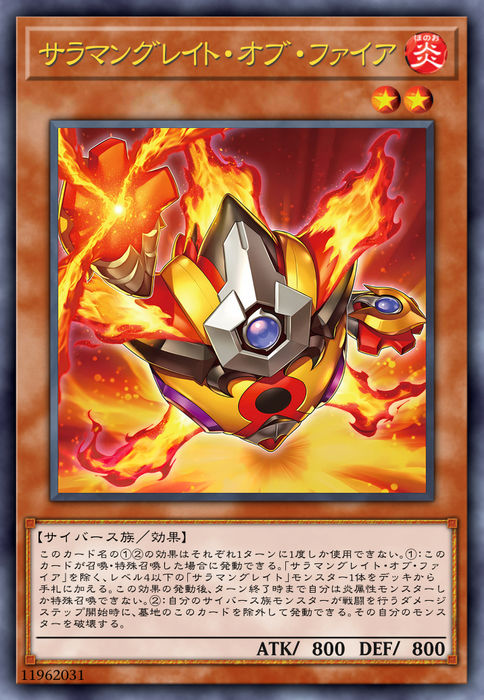 サラマングレイト・オブ・ファイア
ほのお
炎
【サイバース族／効果】
このカード名の①②の効果はそれぞれ1ターンに1度しか使用できない。①:この
カードが召喚・特殊召喚した場合に発動できる。「サラマングレイト・オブ・ファ
イア」を除く、レベル4以下の「サラマングレイト」モンスター1体をデッキから
手札に加える。この効果の発動後、ターン終了時まで自分は炎属性モンスターし
か特殊召喚できない。②:自分のサイバース族モンスターが戦闘を行うダメージ
ステップ開始時に、墓地のこのカードを除外して発動できる。その自分のモンス
ターを破壊する。
ATK/ 800 DEF/ 800
11962031